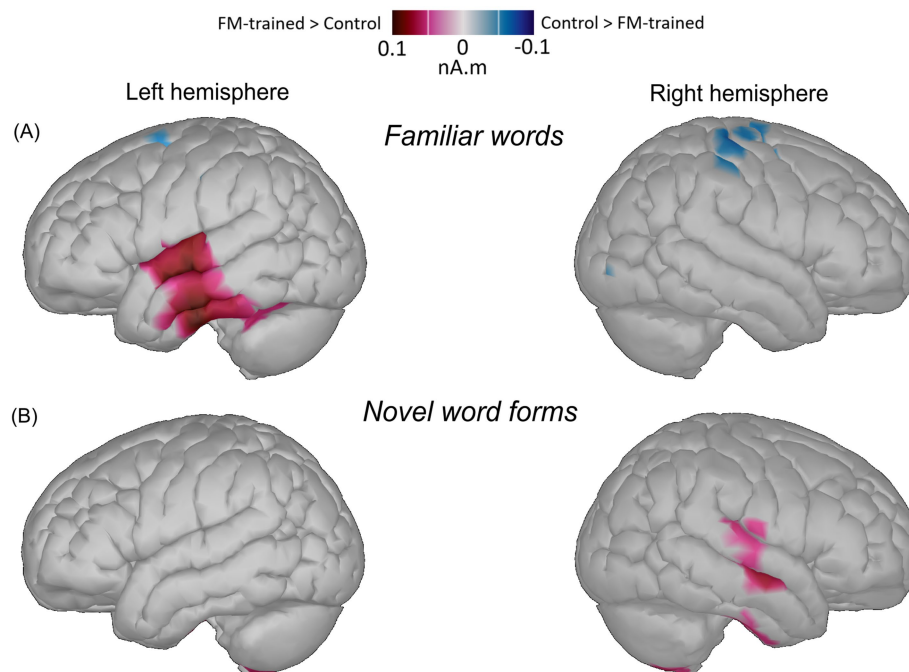 FM-trained > Control Control > FM-trained
0.1 0 -0.1
nA.m
Left hemisphere Right hemisphere
(A) Familiar words
(B) Novel word forms